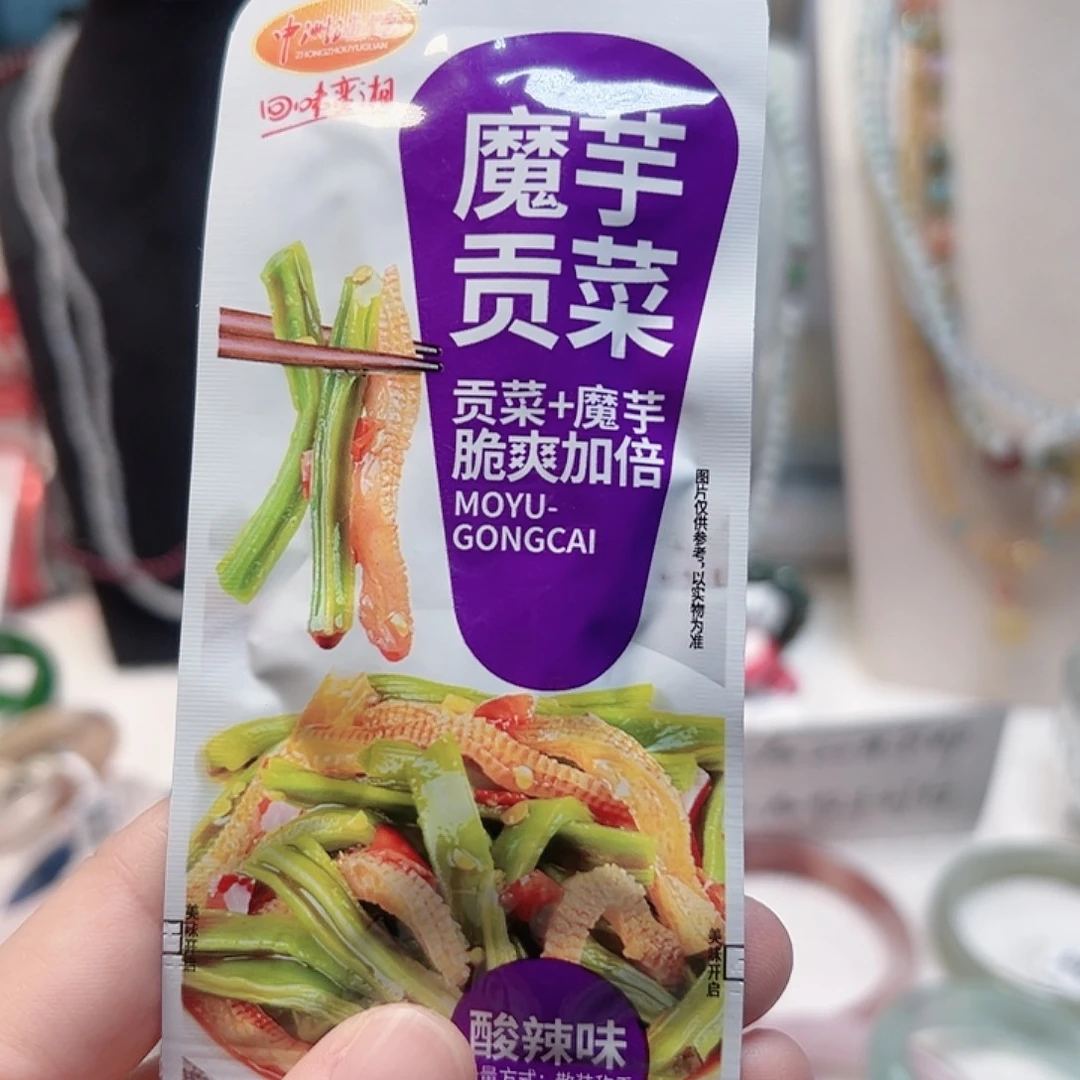 ZHONGZHOUYUGUAN
回味
魔芋
贡菜
贡菜+魔芋
脆爽加倍
MOYU-
GONGCAI
图片仅供参考，以实物为准
美味开启
美味开启
酸辣味